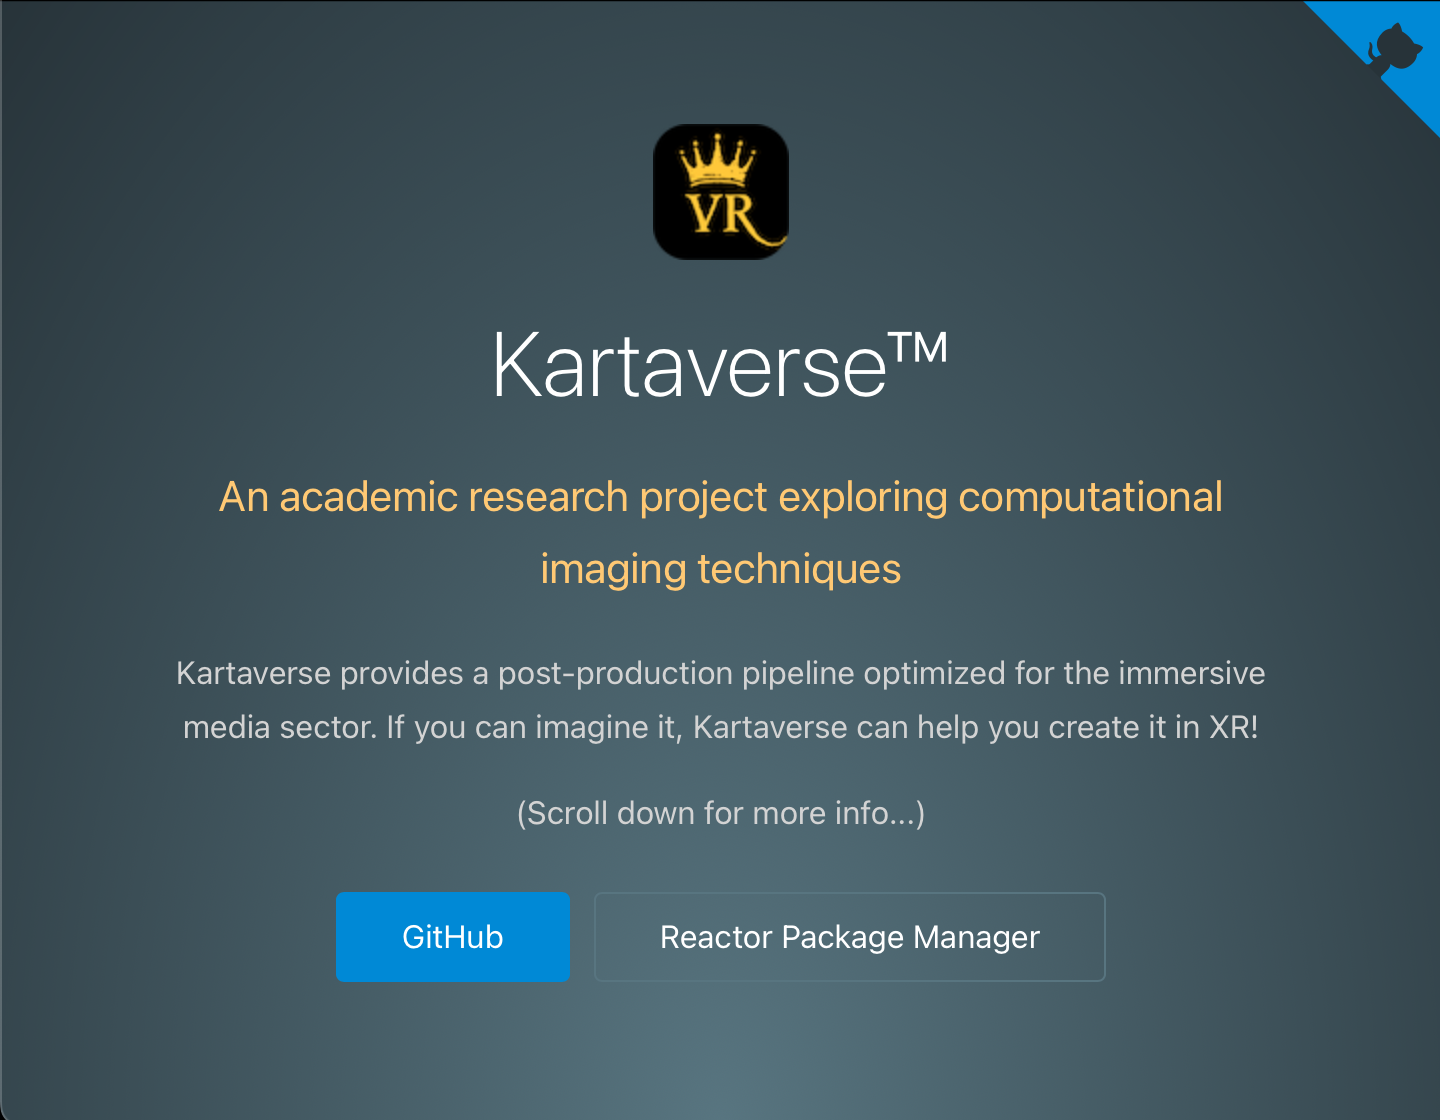 VR
Kartaverse™
An academic research project exploring computational
imaging techniques
Kartaverse provides a post-production pipeline optimized for the immersive
media sector. If you can imagine it, Kartaverse can help you create it in XR!
(Scroll down for more info...)
GitHub
Reactor Package Manager